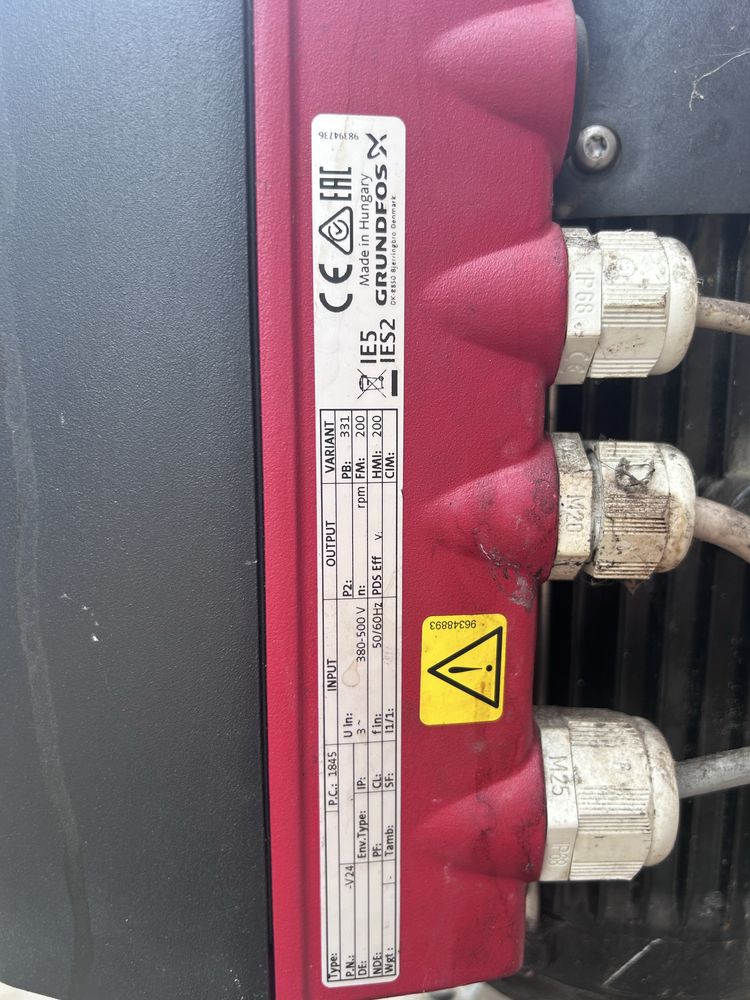 Type: P.C.: 1845 INPUT OUTPUT VARIANT
P.N.: -V24 U in: P2: PB: 331
DE: Env.Type: IP: 3 ~ 380-500 V n: rpm FM: 200
NDE: PF: CL: f in: 50/60Hz PDS Eff v. HMI: 200
Wgt : - Tamb: SF: I1/1: CIM:
IE5
IES2
CE
EAC
Made in Hungary
GRUNDFOS
DK-8850 Bjerringbro Denmark
98394736
96348893
IP68
M20
M25
IP68